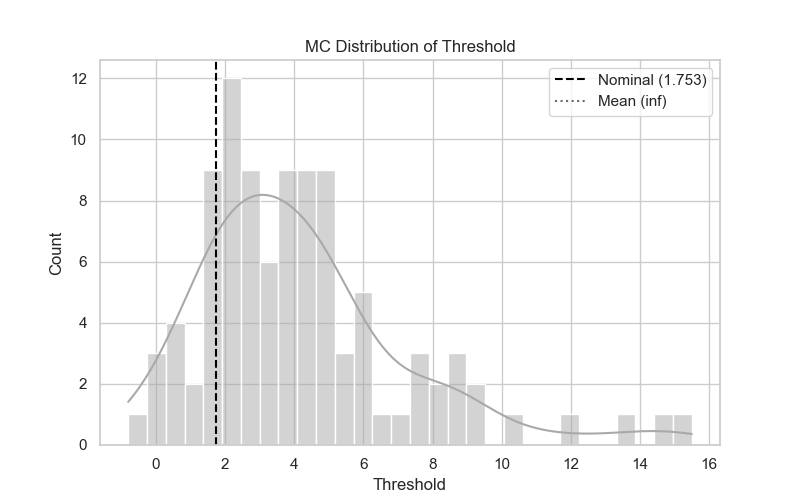 MC Distribution of Threshold
Nominal (1.753)
Mean (inf)
Count
12
10
8
6
4
2
0
0 2 4 6 8 10 12 14 16
Threshold